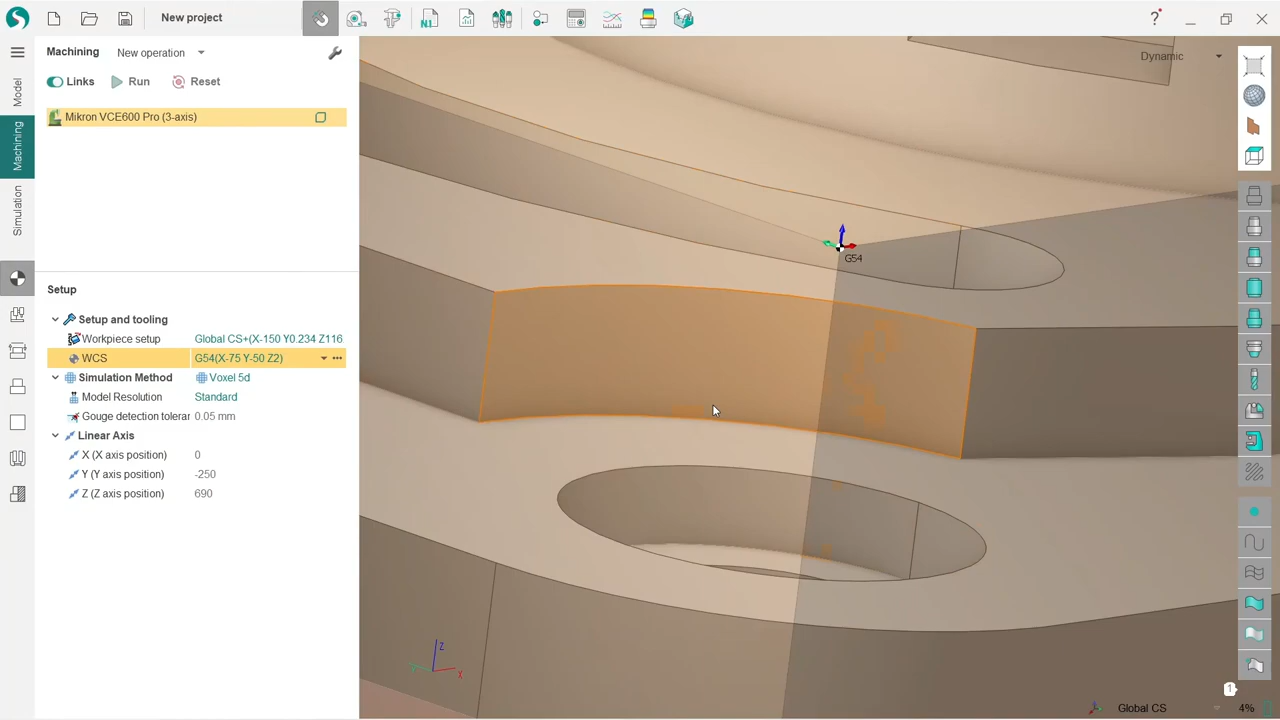 New project
N1
?
Machining
New operation
Links
Run
Reset
Mikron VCE600 Pro (3-axis)
Model
Machining
Simulation
Dynamic
G54
Setup
Setup and tooling
Workpiece setup
Global CS+(X-150 Y0.234 Z116
WCS
G54(X-75 Y-50 Z2)
Simulation Method
Voxel 5d
Model Resolution
Standard
Gouge detection toleran
0.05 mm
Linear Axis
X (X axis position)
0
Y (Y axis position)
-250
Z (Z axis position)
690
Z
X
1
Global CS
4%